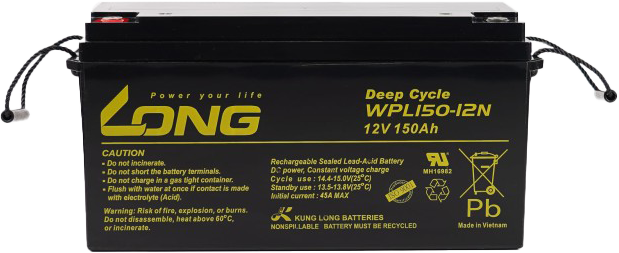 Power your life
LONG
Deep Cycle
WPL150-12N
12V 150Ah
CAUTION
• Do not incinerate.
• Do not short the battery terminals.
• Do not charge in a gas tight container.
• Flush with water at once if contact is made
with electrolyte (Acid).
Warning: Risk of fire, explosion, or burns.
Do not disassemble, heat above 60°C,
or incinerate.
Rechargeable Sealed Lead-Acid Battery
DC power, Constant voltage charge
Cycle use : 14.4-15.0V(25°C)
Standby use : 13.5-13.8V(25°C)
Initial current : 45A MAX
KUNG LONG BATTERIES
NONSPILLABLE BATTERY MUST BE RECYCLED
ISO 9001
MH16982
Pb
Made in Vietnam